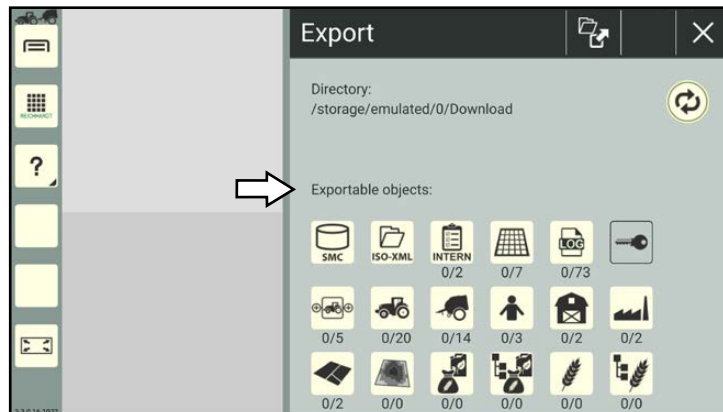 Export
Directory:
/storage/emulated/0/Download
REICHHARDT
?
Exportable objects:
SMC ISO-XML INTERN LOG
0/2 0/7 0/73
0/5 0/20 0/14 0/3 0/2 0/2
0/2 0/0 0/0 0/0 0/0 0/0